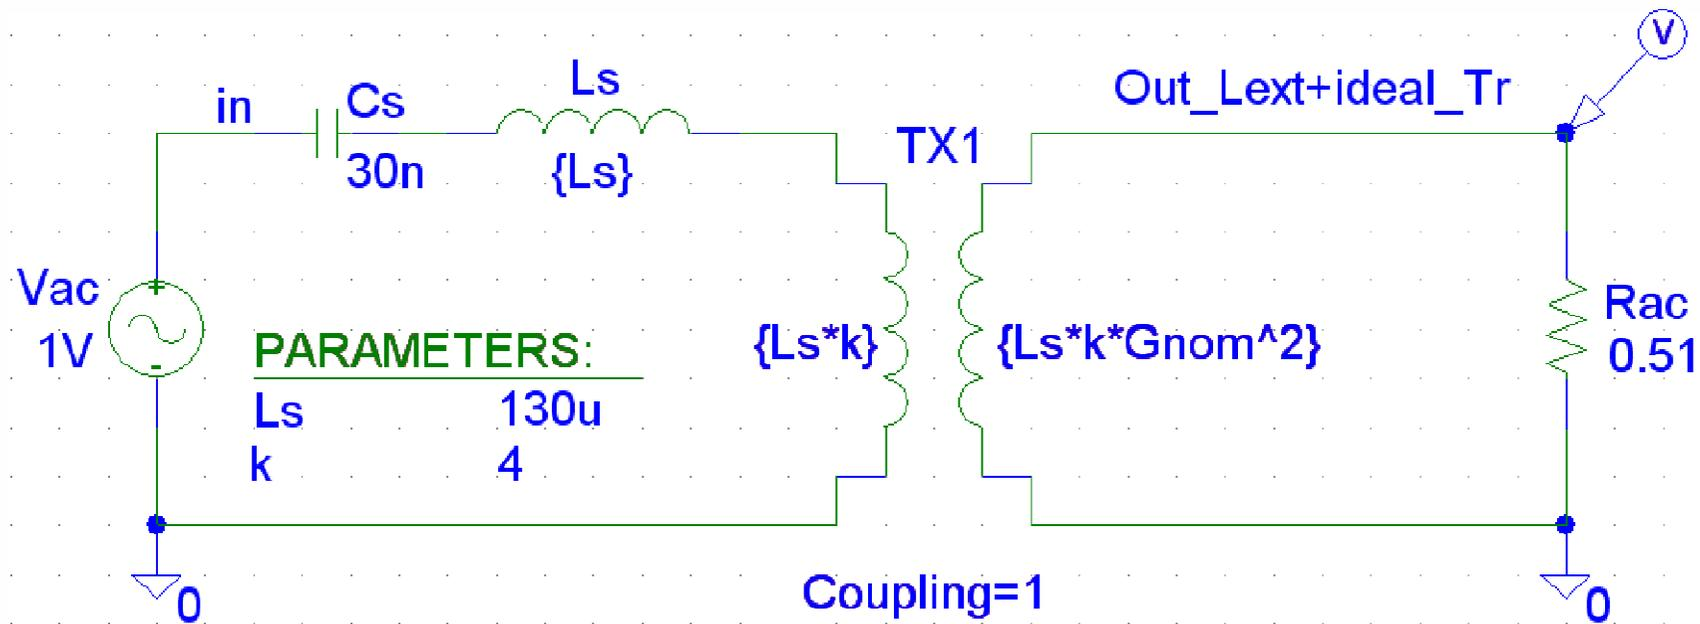 V
Out_Lext+ideal_Tr
Ls
in
Cs
TX1
30n
{Ls}
Vac
1V
Rac
0.51
{Ls*k}
{Ls*k*Gnom^2}
PARAMETERS:
Ls 130u
k 4
Coupling=1
0
0
+
-